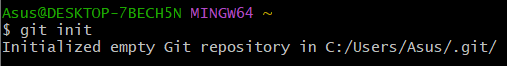 Asus@DESKTOP-7BECH5N MINGW64 ~
$ git init
Initialized empty Git repository in C:/Users/Asus/.git/